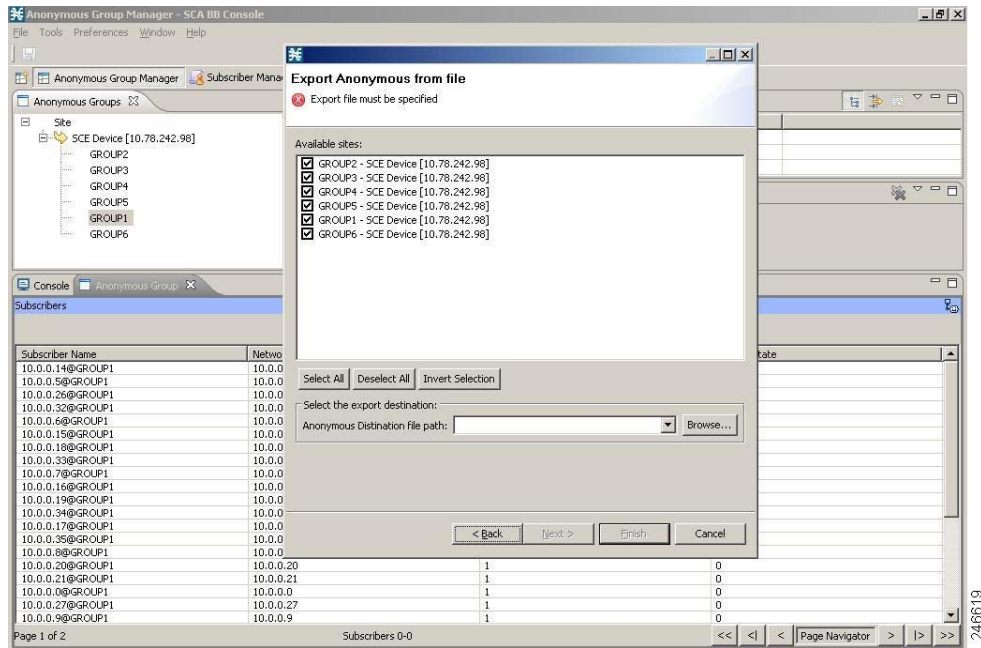 Anonymous Group Manager - SCA BB Console
File Tools Preferences Window Help
Anonymous Group Manager
Subscriber Mana
Anonymous Groups
Site
SCE Device [10.78.242.98]
GROUP2
GROUP3
GROUP4
GROUP5
GROUP1
GROUP6
Export Anonymous from file
Export file must be specified
Available sites:
GROUP2 - SCE Device [10.78.242.98]
GROUP3 - SCE Device [10.78.242.98]
GROUP4 - SCE Device [10.78.242.98]
GROUP5 - SCE Device [10.78.242.98]
GROUP1 - SCE Device [10.78.242.98]
GROUP6 - SCE Device [10.78.242.98]
Select All Deselect All Invert Selection
Select the export destination:
Anonymous Distination file path: Browse...
< Back Next > Finish Cancel
Console Anonymous Group
Subscribers
Subscriber Name Netwo tate
10.0.0.14@GROUP1 10.0.0
10.0.0.5@GROUP1 10.0.0
10.0.0.26@GROUP1 10.0.0
10.0.0.32@GROUP1 10.0.0
10.0.0.6@GROUP1 10.0.0
10.0.0.15@GROUP1 10.0.0
10.0.0.18@GROUP1 10.0.0
10.0.0.33@GROUP1 10.0.0
10.0.0.7@GROUP1 10.0.0
10.0.0.16@GROUP1 10.0.0
10.0.0.19@GROUP1 10.0.0
10.0.0.34@GROUP1 10.0.0
10.0.0.17@GROUP1 10.0.0
10.0.0.35@GROUP1 10.0.0
10.0.0.8@GROUP1 10.0.0
10.0.0.20@GROUP1 10.0.0.20 1 0
10.0.0.21@GROUP1 10.0.0.21 1 0
10.0.0.0@GROUP1 10.0.0.0 1 0
10.0.0.27@GROUP1 10.0.0.27 1 0
10.0.0.9@GROUP1 10.0.0.9 1 0
Page 1 of 2 Subscribers 0-0 << <| < Page Navigator > |> >>
246619